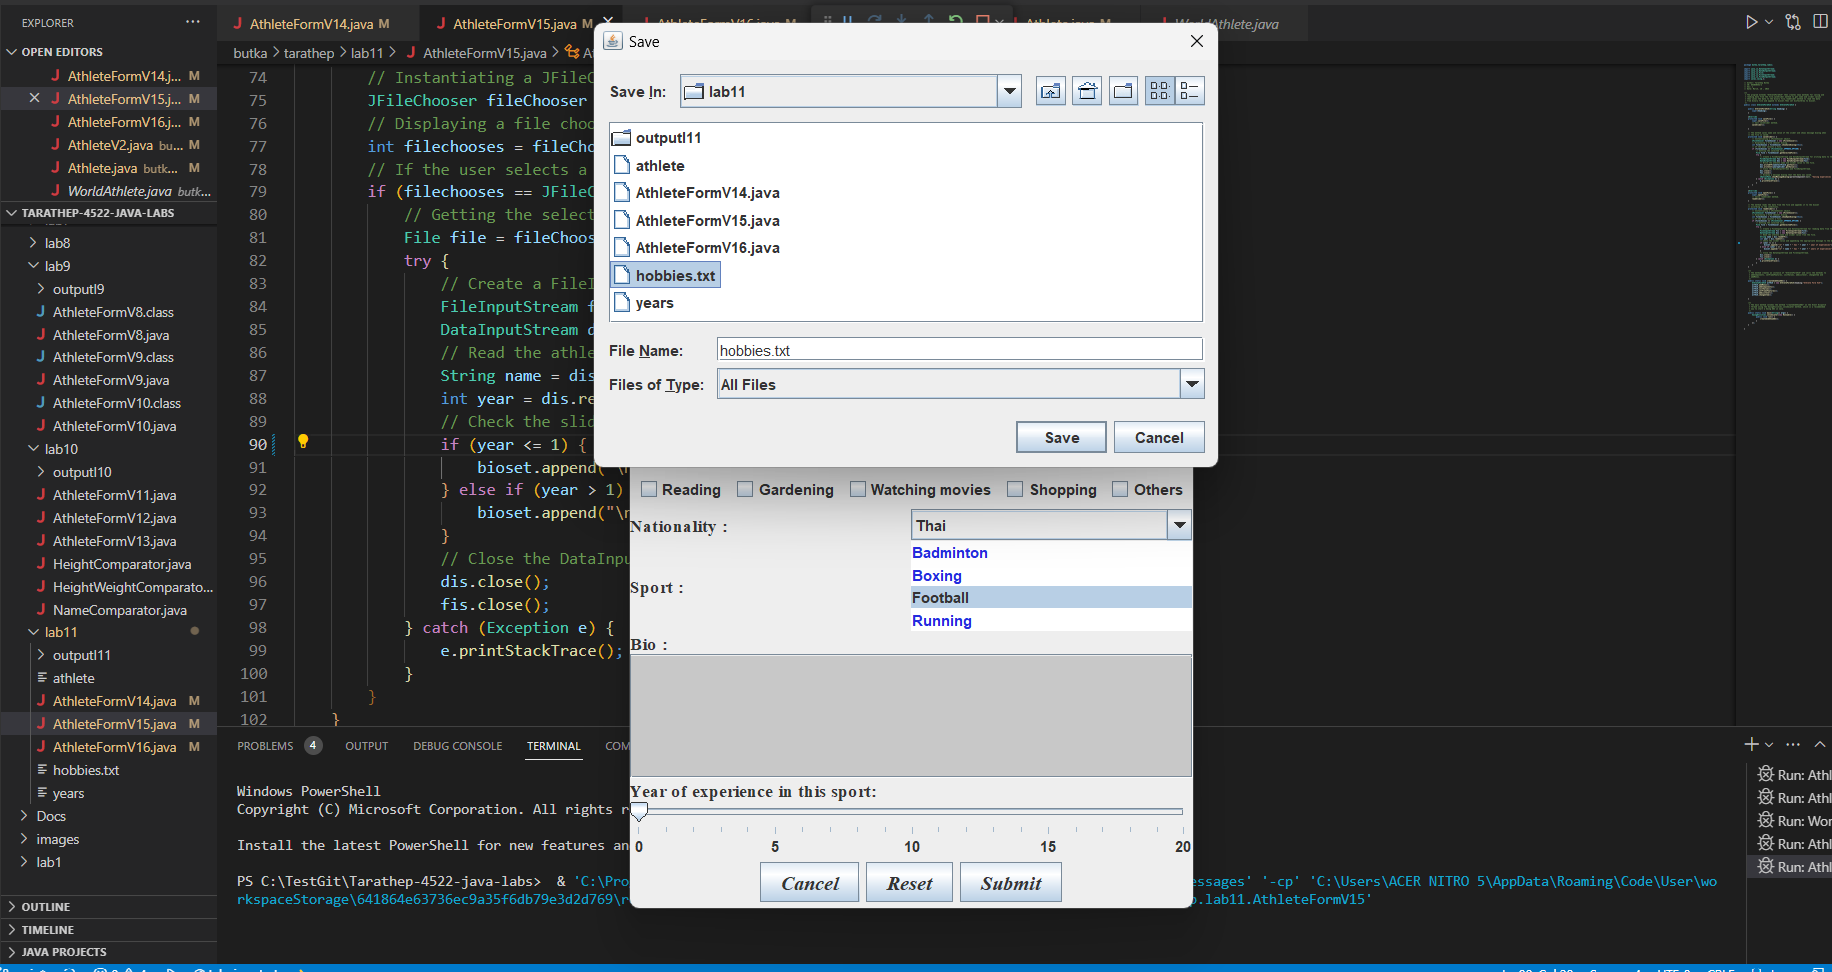 EXPLORER
OPEN EDITORS
AthleteFormV14.j... M
AthleteFormV15.j... M
AthleteFormV16.j... M
AthleteV2.java bu... M
Athlete.java butk... M
WorldAthlete.java butk...
TARATHEP-4522-JAVA-LABS
lab8
lab9
outputl9
AthleteFormV8.class
AthleteFormV8.java
AthleteFormV9.class
AthleteFormV9.java
AthleteFormV10.class
AthleteFormV10.java
lab10
outputl10
AthleteFormV11.java
AthleteFormV12.java
AthleteFormV13.java
HeightComparator.java
HeightWeightComparato...
NameComparator.java
lab11
outputl11
athlete
AthleteFormV14.java M
AthleteFormV15.java M
AthleteFormV16.java M
hobbies.txt
years
Docs
images
lab1
OUTLINE
TIMELINE
JAVA PROJECTS
AthleteFormV14.java M
AthleteFormV15.java M
AthleteFormV16.java M
Athlete.java M
WorldAthlete.java
butka > tarathep > lab11 > AthleteFormV15.java >
74 // Instantiating a JFileC
75 JFileChooser fileChooser
76 // Displaying a file choo
77 int filechooses = fileCho
78 // If the user selects a
79 if (filechooses == JFileC
80 // Getting the select
81 File file = fileChoos
82 try {
83 // Create a FileI
84 FileInputStream f
85 DataInputStream d
86 // Read the athle
87 String name = dis
88 int year = dis.re
89 // Check the slid
90 if (year <= 1) {
91 bioset.append("\n
92 } else if (year > 1)
93 bioset.append("\n
94 }
95 // Close the DataInpu
96 dis.close();
97 fis.close();
98 } catch (Exception e) {
99 e.printStackTrace();
100 }
101 }
102 }
Save
Save In: lab11
outputl11
athlete
AthleteFormV14.java
AthleteFormV15.java
AthleteFormV16.java
hobbies.txt
years
File Name: hobbies.txt
Files of Type: All Files
Save Cancel
Reading Gardening Watching movies Shopping Others
Nationality : Thai
Sport :
Badminton
Boxing
Football
Running
Bio :
Year of experience in this sport:
0 5 10 15 20
Cancel Reset Submit
PROBLEMS 4 OUTPUT DEBUG CONSOLE TERMINAL COM
Windows PowerShell
Copyright (C) Microsoft Corporation. All rights r
Install the latest PowerShell for new features an
PS C:\TestGit\Tarathep-4522-java-labs> & 'C:\Pro essages' '-cp' 'C:\Users\ACER NITRO 5\AppData\Roaming\Code\User\wo
rkspaceStorage\641864e63736ec9a35f6db79e3d2d769\r .lab11.AthleteFormV15'
Run: Athl
Run: Athl
Run: Wor
Run: Athl
Run: Athl